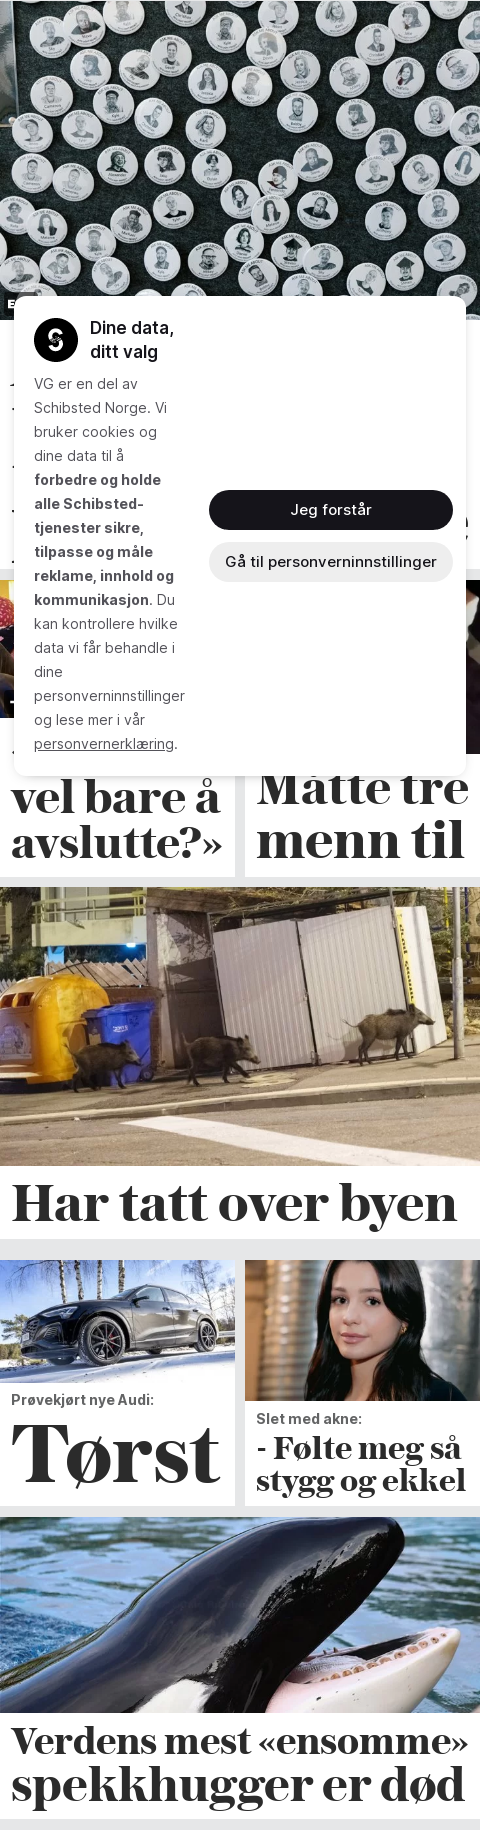 Dine data,
ditt valg
VG er en del av
Schibsted Norge. Vi
bruker cookies og
dine data til å
forbedre og holde
alle Schibsted-
tjenester sikre,
tilpasse og måle
reklame, innhold og
kommunikasjon. Du
kan kontrollere hvilke
data vi får behandle i
dine
personverninnstillinger
og lese mer i vår
personvernerklæring.
Jeg forstår
Gå til personverninnstillinger
vel bare å
avslutte?»
Måtte tre
menn til
Har tatt over byen
Prøvekjørt nye Audi:
Tørst
Slet med akne:
- Følte meg så
stygg og ekkel
Verdens mest «ensomme»
spekkhugger er død